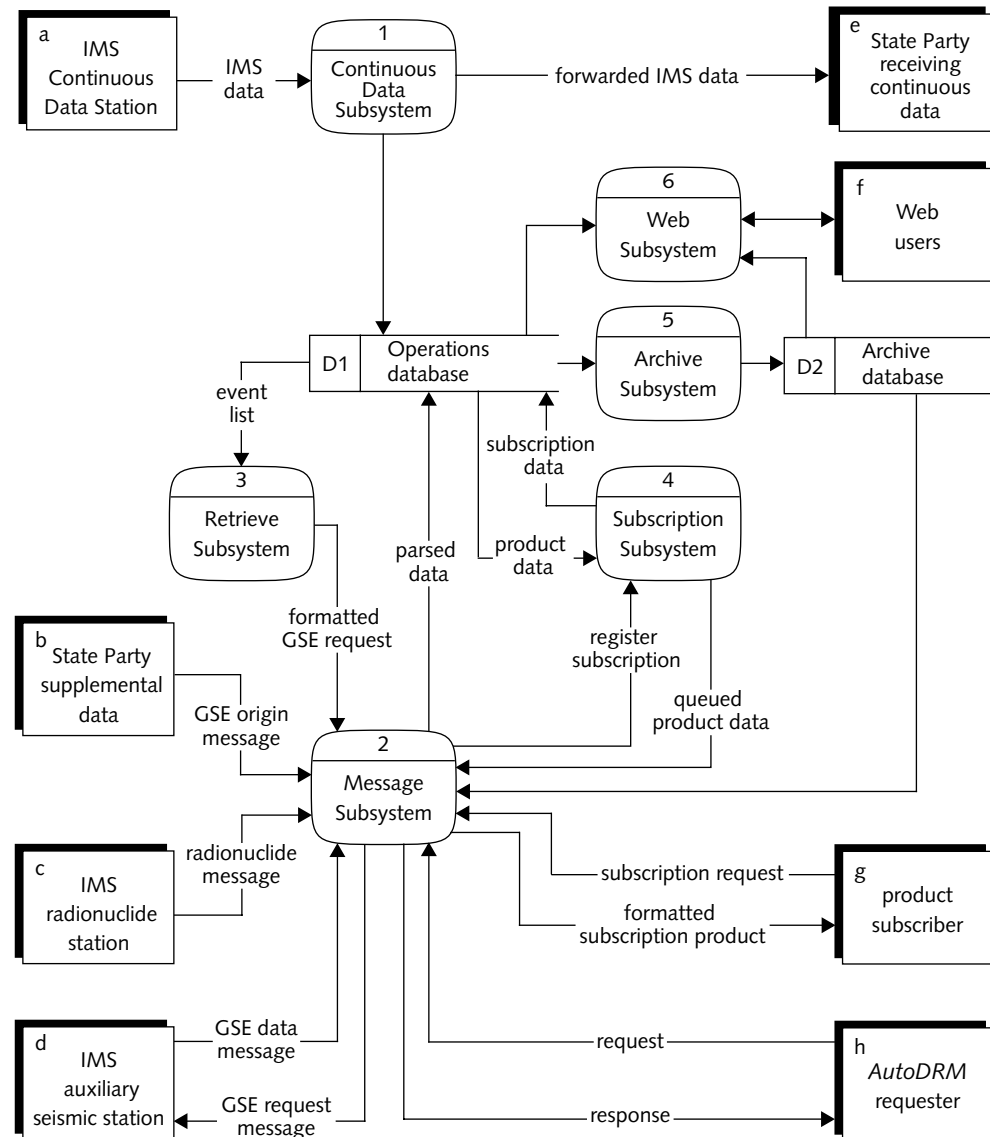 a
IMS
Continuous
Data Station
IMS
data
1
Continuous
Data
Subsystem
forwarded IMS data
e
State Party
receiving
continuous
data
6
Web
Subsystem
f
Web
users
D1
Operations
database
5
Archive
Subsystem
D2
Archive
database
event
list
subscription
data
3
Retrieve
Subsystem
4
Subscription
Subsystem
parsed
data
product
data
formatted
GSE request
register
subscription
queued
product data
b
State Party
supplemental
data
GSE origin
message
2
Message
Subsystem
radionuclide
message
c
IMS
radionuclide
station
subscription request
formatted
subscription product
g
product
subscriber
d
IMS
auxiliary
seismic station
GSE data
message
GSE request
message
request
response
h
AutoDRM
requester